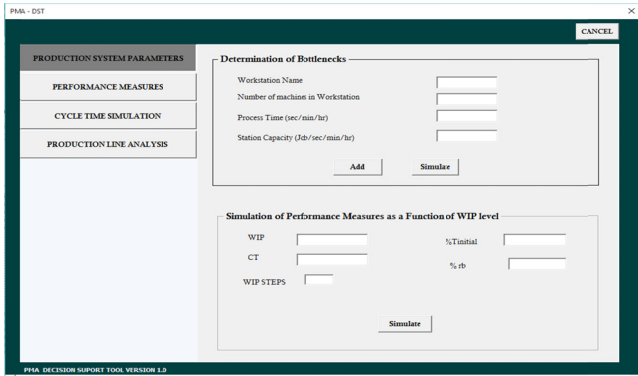 PMA - DST
CANCEL
PRODUCTION SYSTEM PARAMETERS
PERFORMANCE MEASURES
CYCLE TIME SIMULATION
PRODUCTION LINE ANALYSIS
Determination of Bottlenecks
Workstation Name
Number of machins in Workstation
Process Time (sec/min/hr)
Station Capacity (Job/sec/min/hr)
Add Simulate
Simulation of Performance Measures as a Function of WIP level
WIP %Tinitial
CT % rb
WIP STEPS
Simulate
PMA DECISION SUPORT TOOL VERSION 1.0